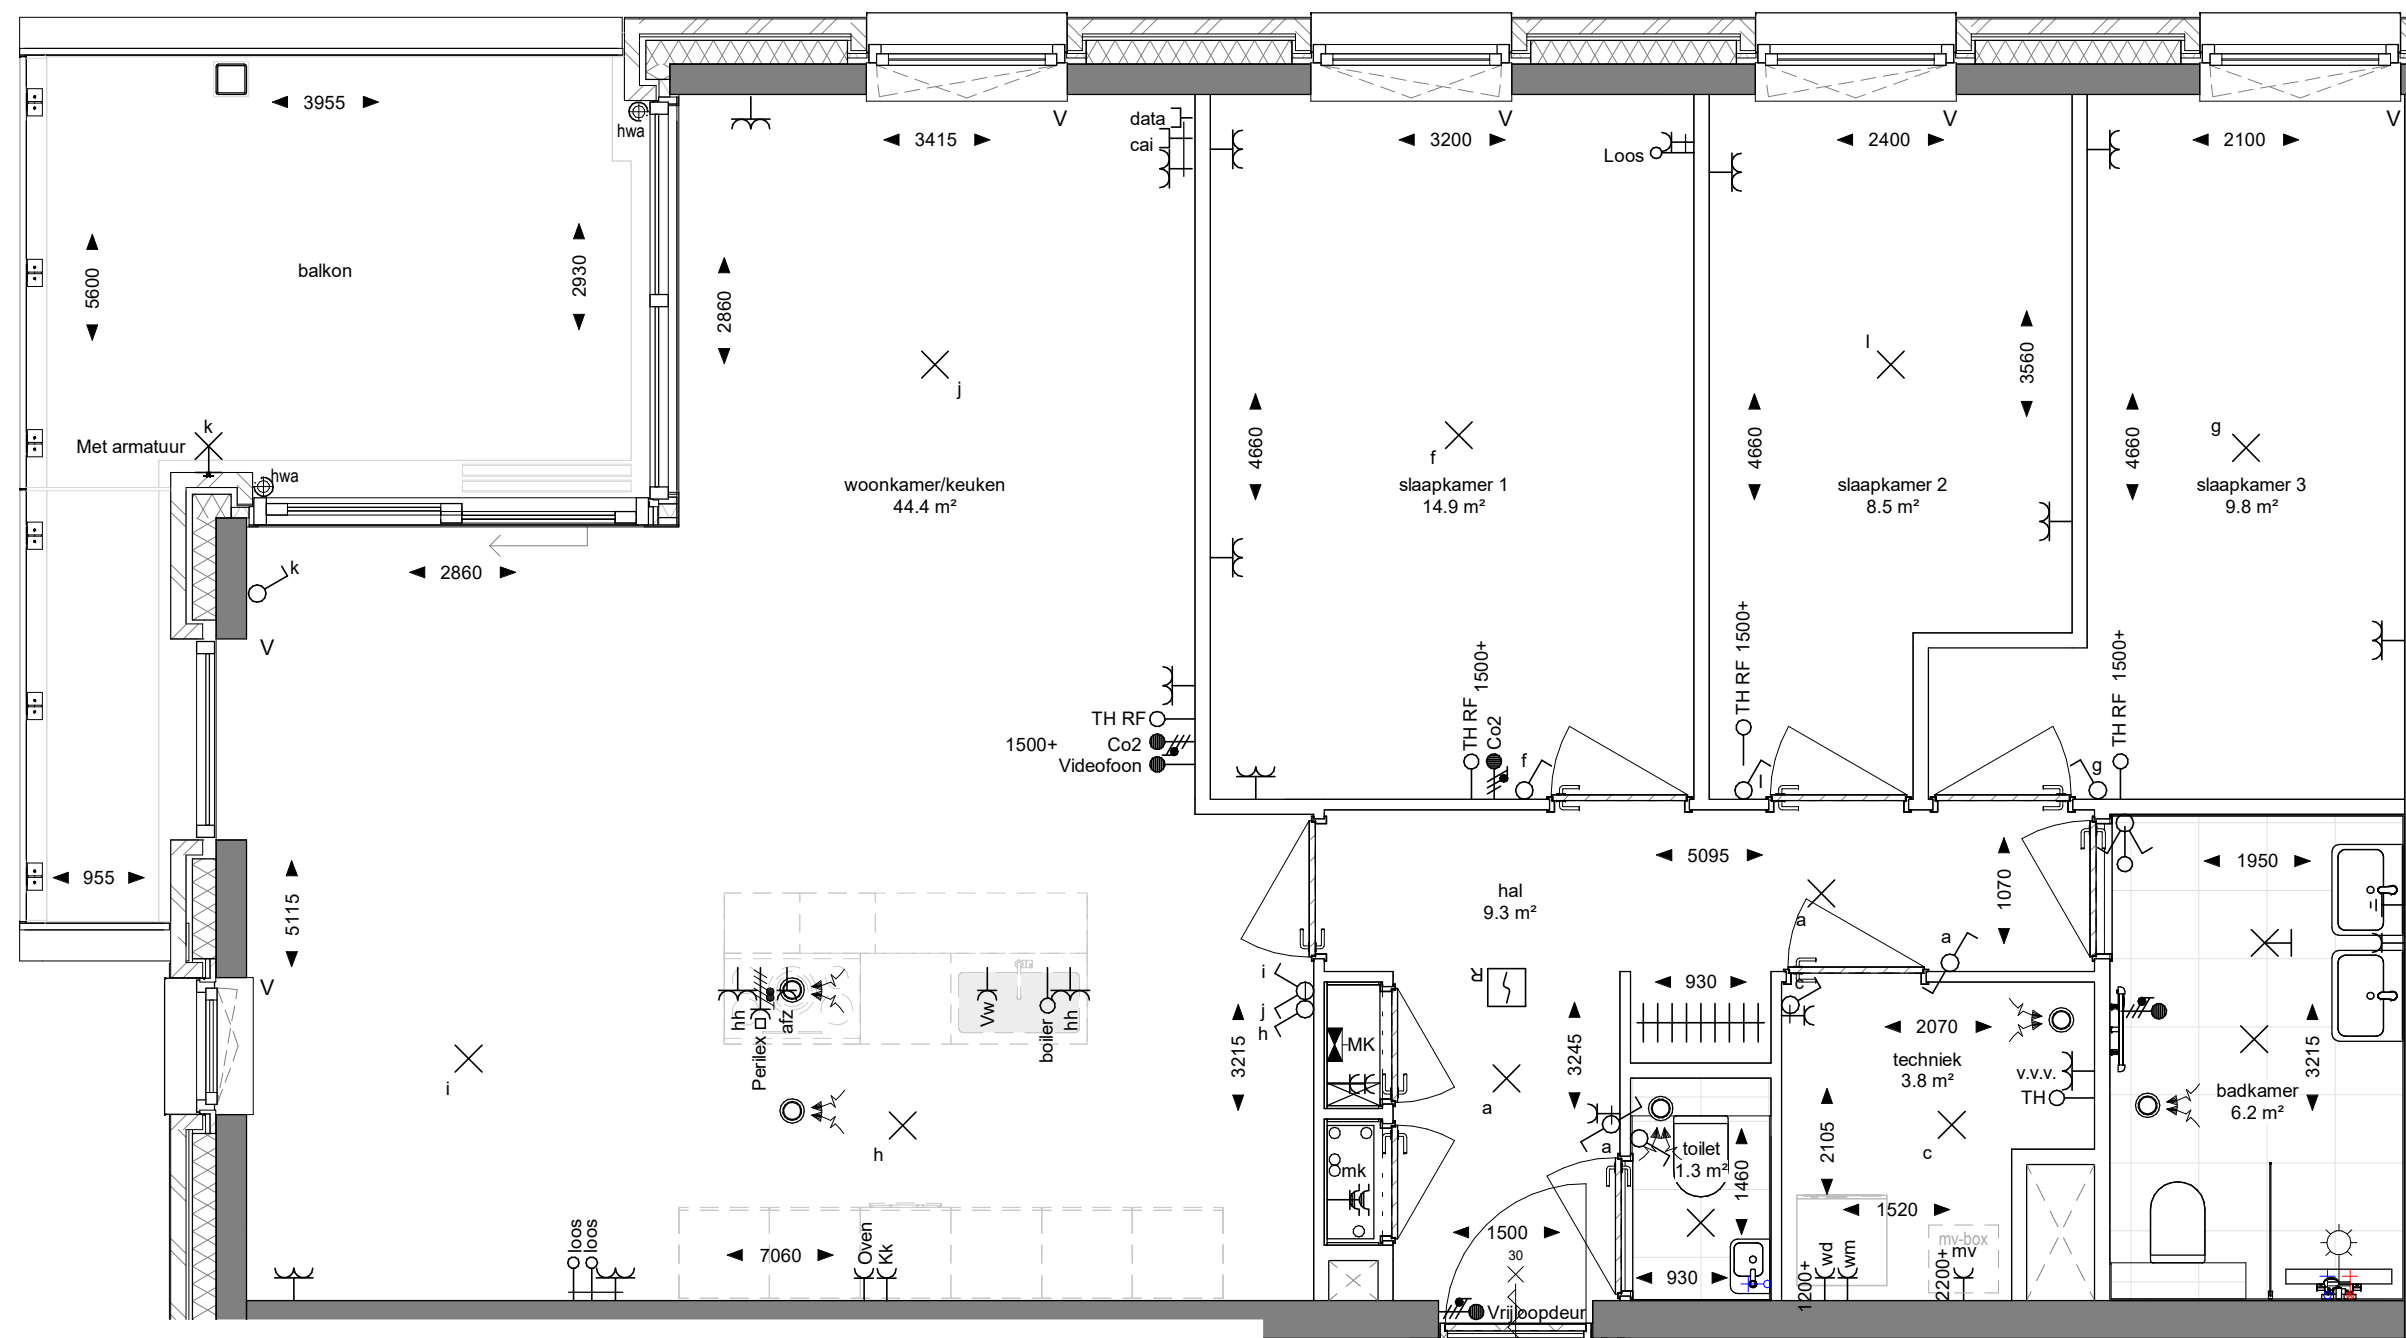 3955
hwa
5600
balkon
2930
Met armatuur
k
hwa
2860
k
V
955
5115
V
3415
V
data
cai
2860
j
woonkamer/keuken
44.4 m²
TH RF
1500+
Co2
Videofoon
3200
V
Loos
4660
f
slaapkamer 1
14.9 m²
TH RF
1500+
Co2
f
2400
V
l
3560
4660
slaapkamer 2
8.5 m²
TH RF 1500+
l
2100
V
g
4660
slaapkamer 3
9.8 m²
TH RF 1500+
g
5095
1070
hal
9.3 m²
a
a
1950
R
930
i
j
h
3215
MK
3245
a
a
mk
c
2070
techniek
3.8 m²
v.v.v.
TH
2105
c
1520
badkamer
6.2 m²
3215
toilet
1.3 m²
1460
930
1500
30
Vrijloopdeur
1200+
wd
wm
2200+
mv-box
mv
hh
Perilex
afz
Vw
boiler
hh
i
h
loos
loos
7060
Oven
Kk